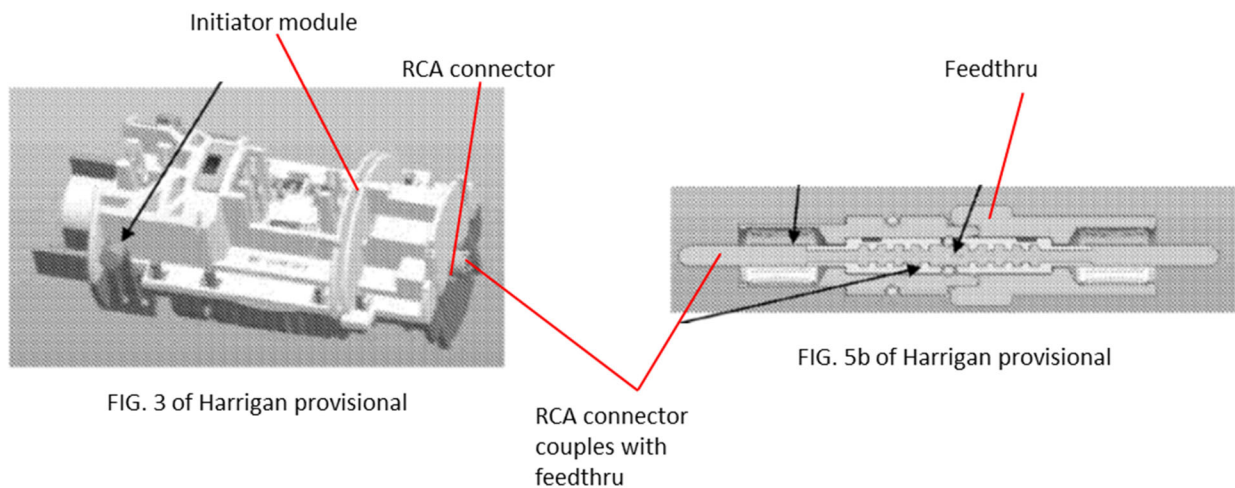 Initiator module
RCA connector
Feedthru
FIG. 3 of Harrigan provisional
FIG. 5b of Harrigan provisional
RCA connector
couples with
feedthru